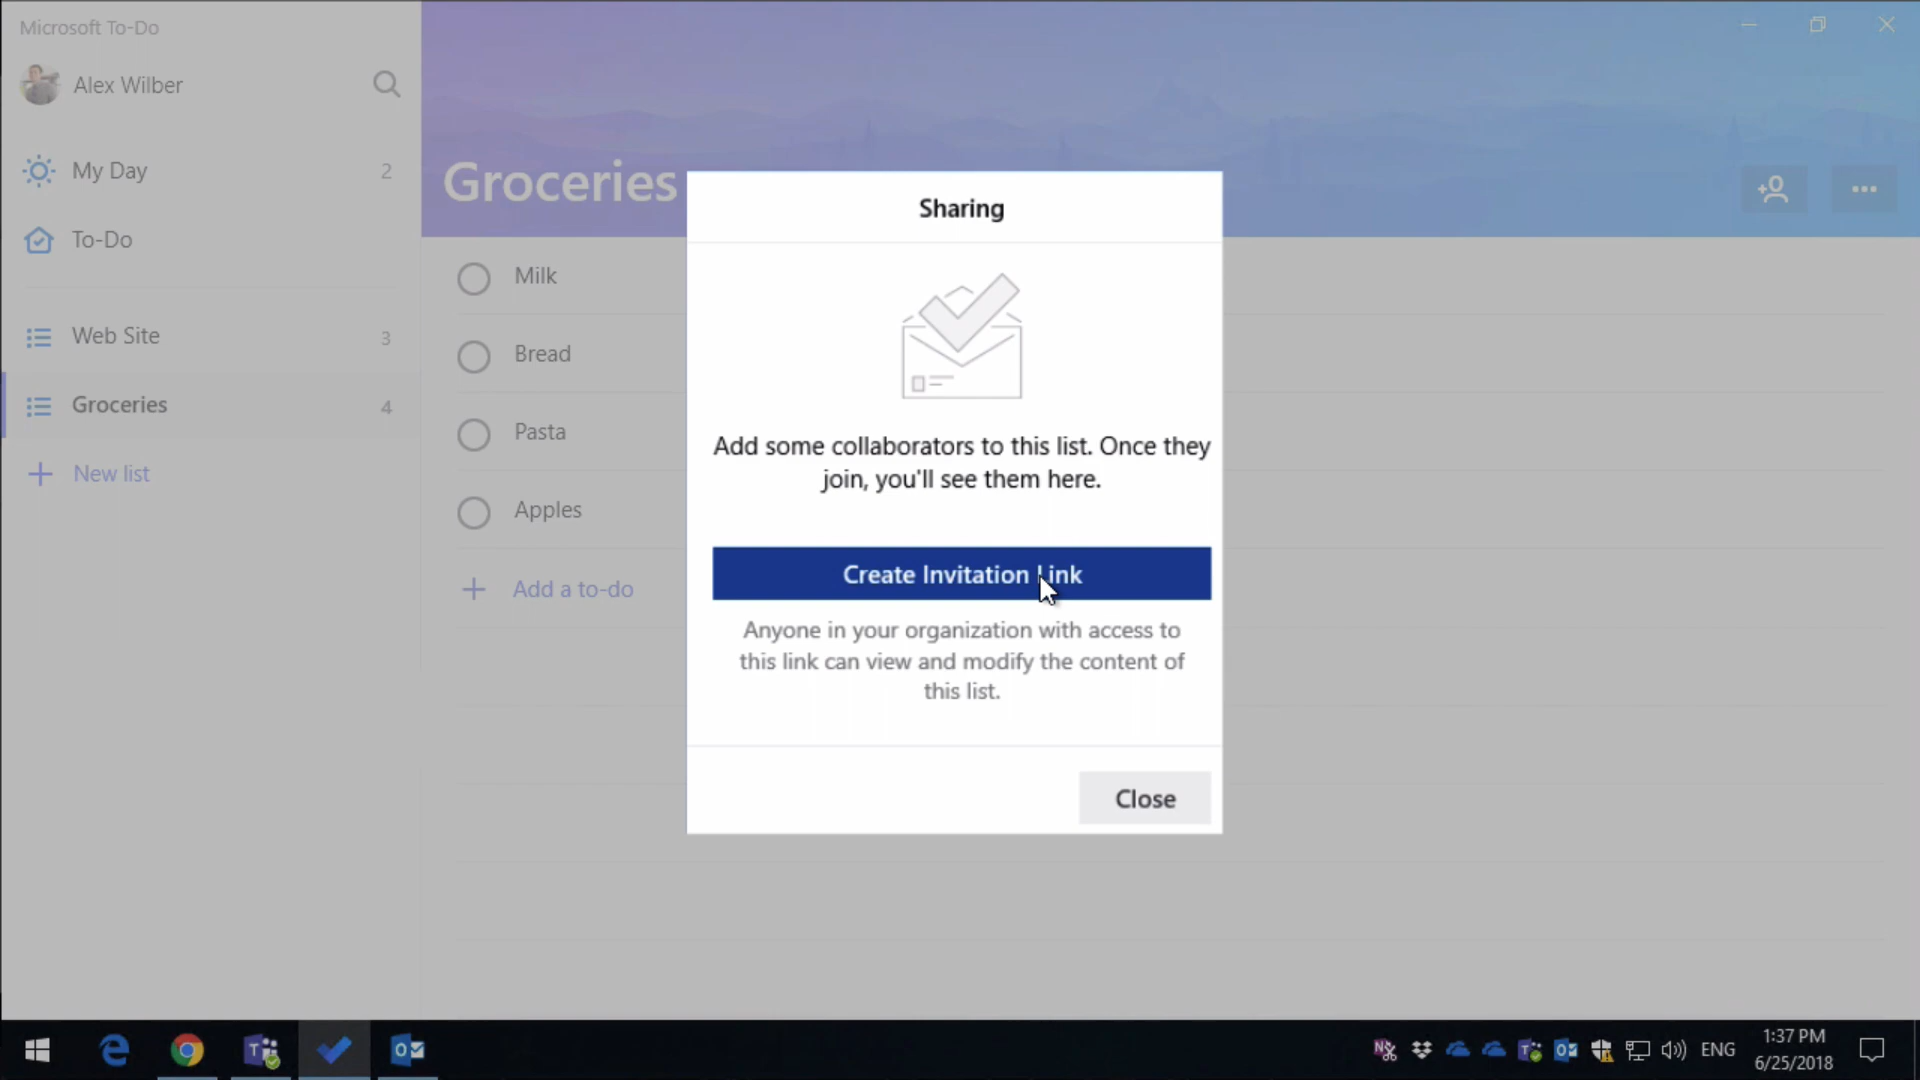 Microsoft To-Do
Alex Wilber
My Day 2
To-Do
Web Site 3
Groceries 4
New list
Groceries
Milk
Bread
Pasta
Apples
Add a to-do
Sharing
Add some collaborators to this list. Once they
join, you'll see them here.
Create Invitation Link
Anyone in your organization with access to
this link can view and modify the content of
this list.
Close
ENG
1:37 PM
6/25/2018